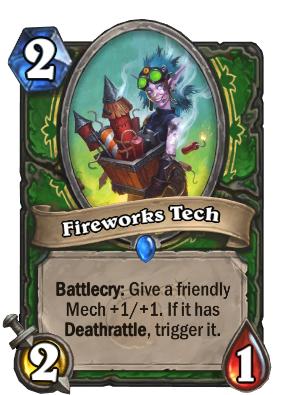 2
Fireworks Tech
Battlecry: Give a friendly
Mech +1/+1. If it has
Deathrattle, trigger it.
2
1